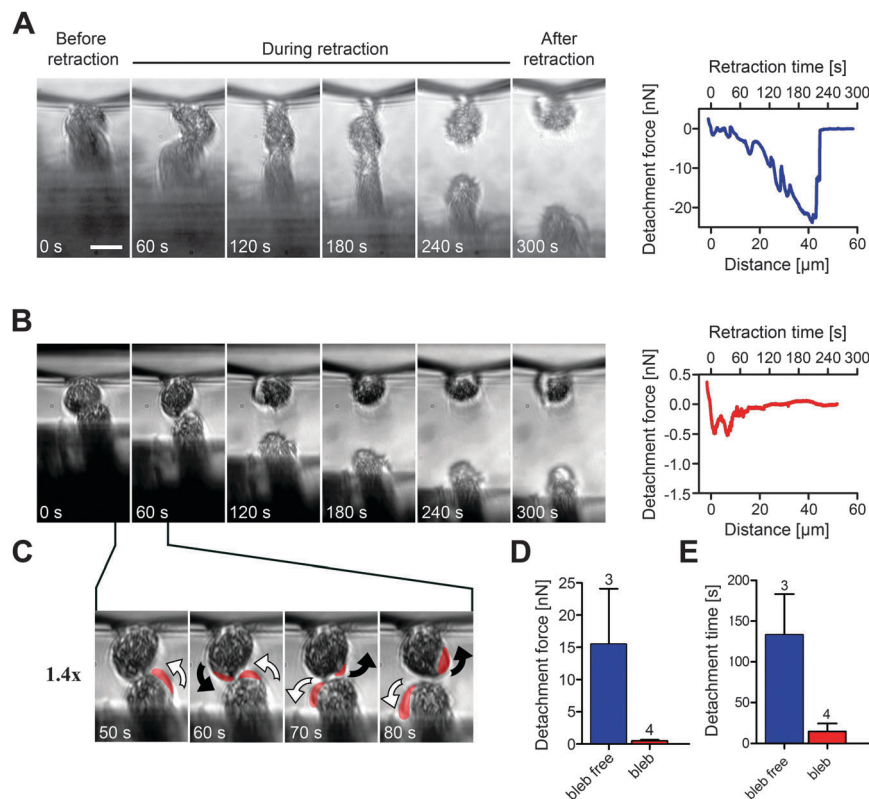 A
Before
retraction
During retraction
After
retraction
0 s
60 s
120 s
180 s
240 s
300 s
Retraction time [s]
0 60 120 180 240 300
Detachment force [nN]
0
-10
-20
0 20 40 60
Distance [µm]
B
0 s
60 s
120 s
180 s
240 s
300 s
Retraction time [s]
0 60 120 180 240 300
Detachment force [nN]
0.5
0.0
-0.5
-1.0
-1.5
0 20 40 60
Distance [µm]
C
1.4x
50 s
60 s
70 s
80 s
D
Detachment force [nN]
25
20
15
10
5
0
3
4
bleb free
bleb
E
Detachment time [s]
200
150
100
50
0
3
4
bleb free
bleb